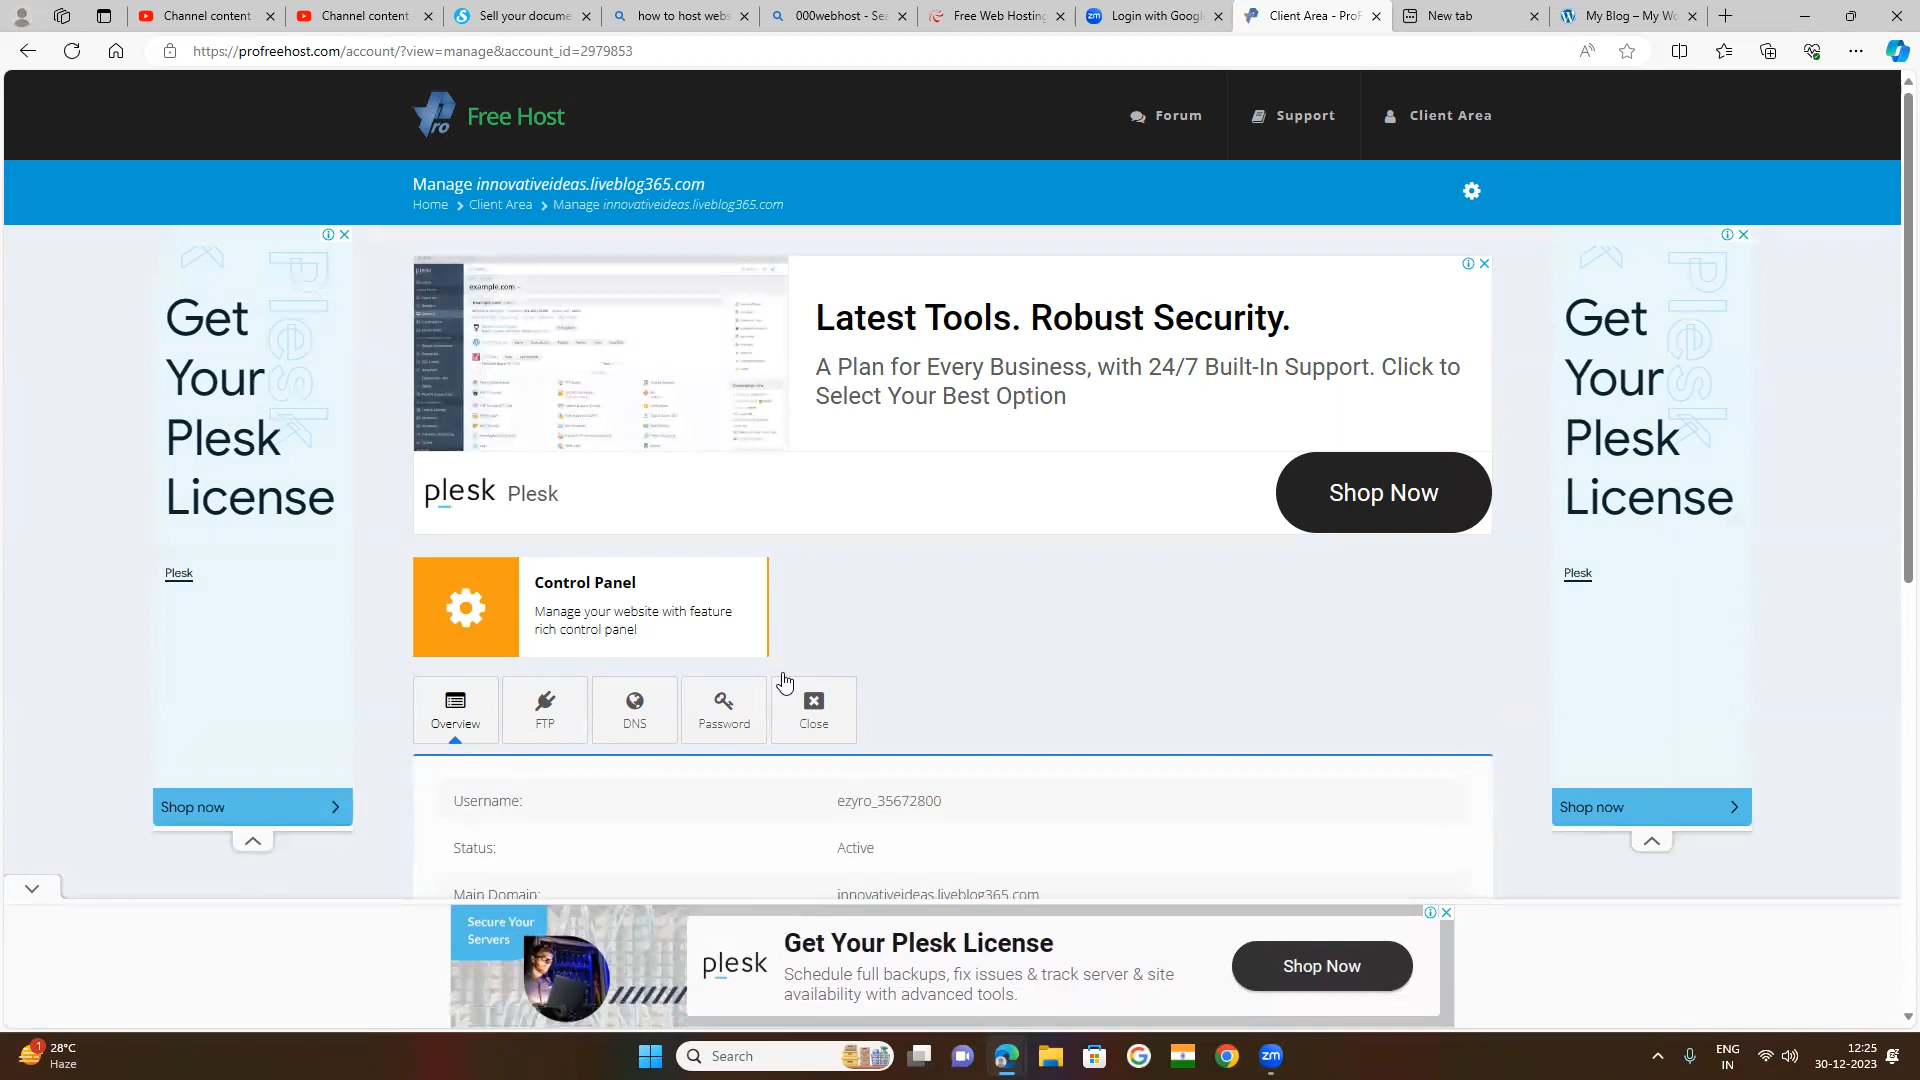 Channel content
Channel content
Sell your docume
how to host webs
000webhost - Sea
Free Web Hosting
Login with Googl
Client Area - ProF
New tab
My Blog – My Wo
https://profreehost.com/account/?view=manage&account_id=2979853
Free Host
Forum
Support
Client Area
Manage innovativeideas.liveblog365.com
Home > Client Area > Manage innovativeideas.liveblog365.com
Get
Your
Plesk
License
Plesk
Shop now
example.com
Latest Tools. Robust Security.
A Plan for Every Business, with 24/7 Built-In Support. Click to
Select Your Best Option
plesk Plesk
Shop Now
Get
Your
Plesk
License
Plesk
Shop now
Control Panel
Manage your website with feature
rich control panel
Overview
FTP
DNS
Password
Close
Username: ezyro_35672800
Status: Active
Main Domain: innovativeideas.liveblog365.com
Secure Your
Servers
plesk
Get Your Plesk License
Schedule full backups, fix issues & track server & site
availability with advanced tools.
Shop Now
1
28°C
Haze
Search
zm
ENG
IN
12:25
30-12-2023